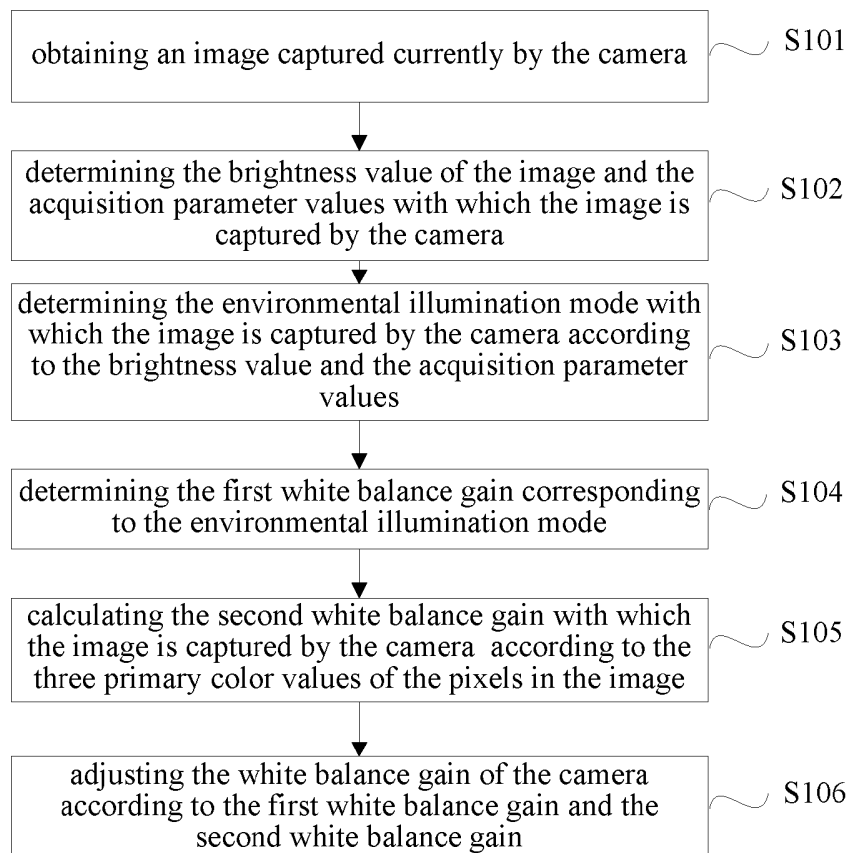 obtaining an image captured currently by the camera
S101
determining the brightness value of the image and the
acquisition parameter values with which the image is
captured by the camera
S102
determining the environmental illumination mode with
which the image is captured by the camera according
to the brightness value and the acquisition parameter
values
S103
determining the first white balance gain corresponding
to the environmental illumination mode
S104
calculating the second white balance gain with which
the image is captured by the camera according to the
three primary color values of the pixels in the image
S105
adjusting the white balance gain of the camera
according to the first white balance gain and the
second white balance gain
S106